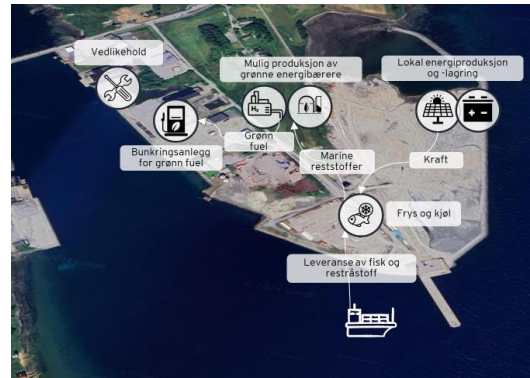 Vedlikehold
Mulig produksjon av
grønne energibærere
Lokal energiproduksjon
og -lagring
H₂
Bunkringsanlegg
for grønn fuel
Grønn
fuel
Marine
reststoffer
Kraft
Frys og kjøl
Leveranse av fisk og
restråstoff